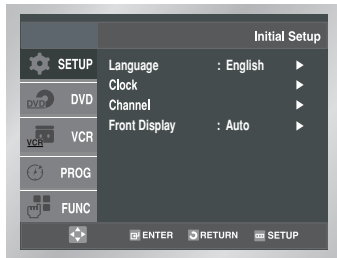 Initial Setup
SETUP
Language : English ►
Clock ►
Channel ►
Front Display : Auto ►
DVD DVD
VCR VCR
PROG
FUNC
ENTER RETURN SETUP